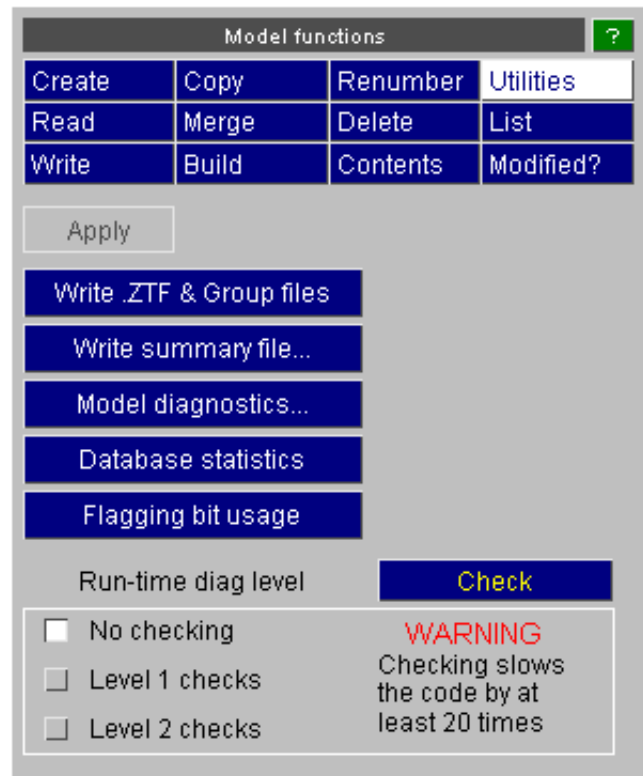 Model functions ?
Create Copy Renumber Utilities
Read Merge Delete List
Write Build Contents Modified?
Apply
Write .ZTF & Group files
Write summary file...
Model diagnostics...
Database statistics
Flagging bit usage
Run-time diag level Check
No checking
Level 1 checks
Level 2 checks
WARNING
Checking slows
the code by at
least 20 times